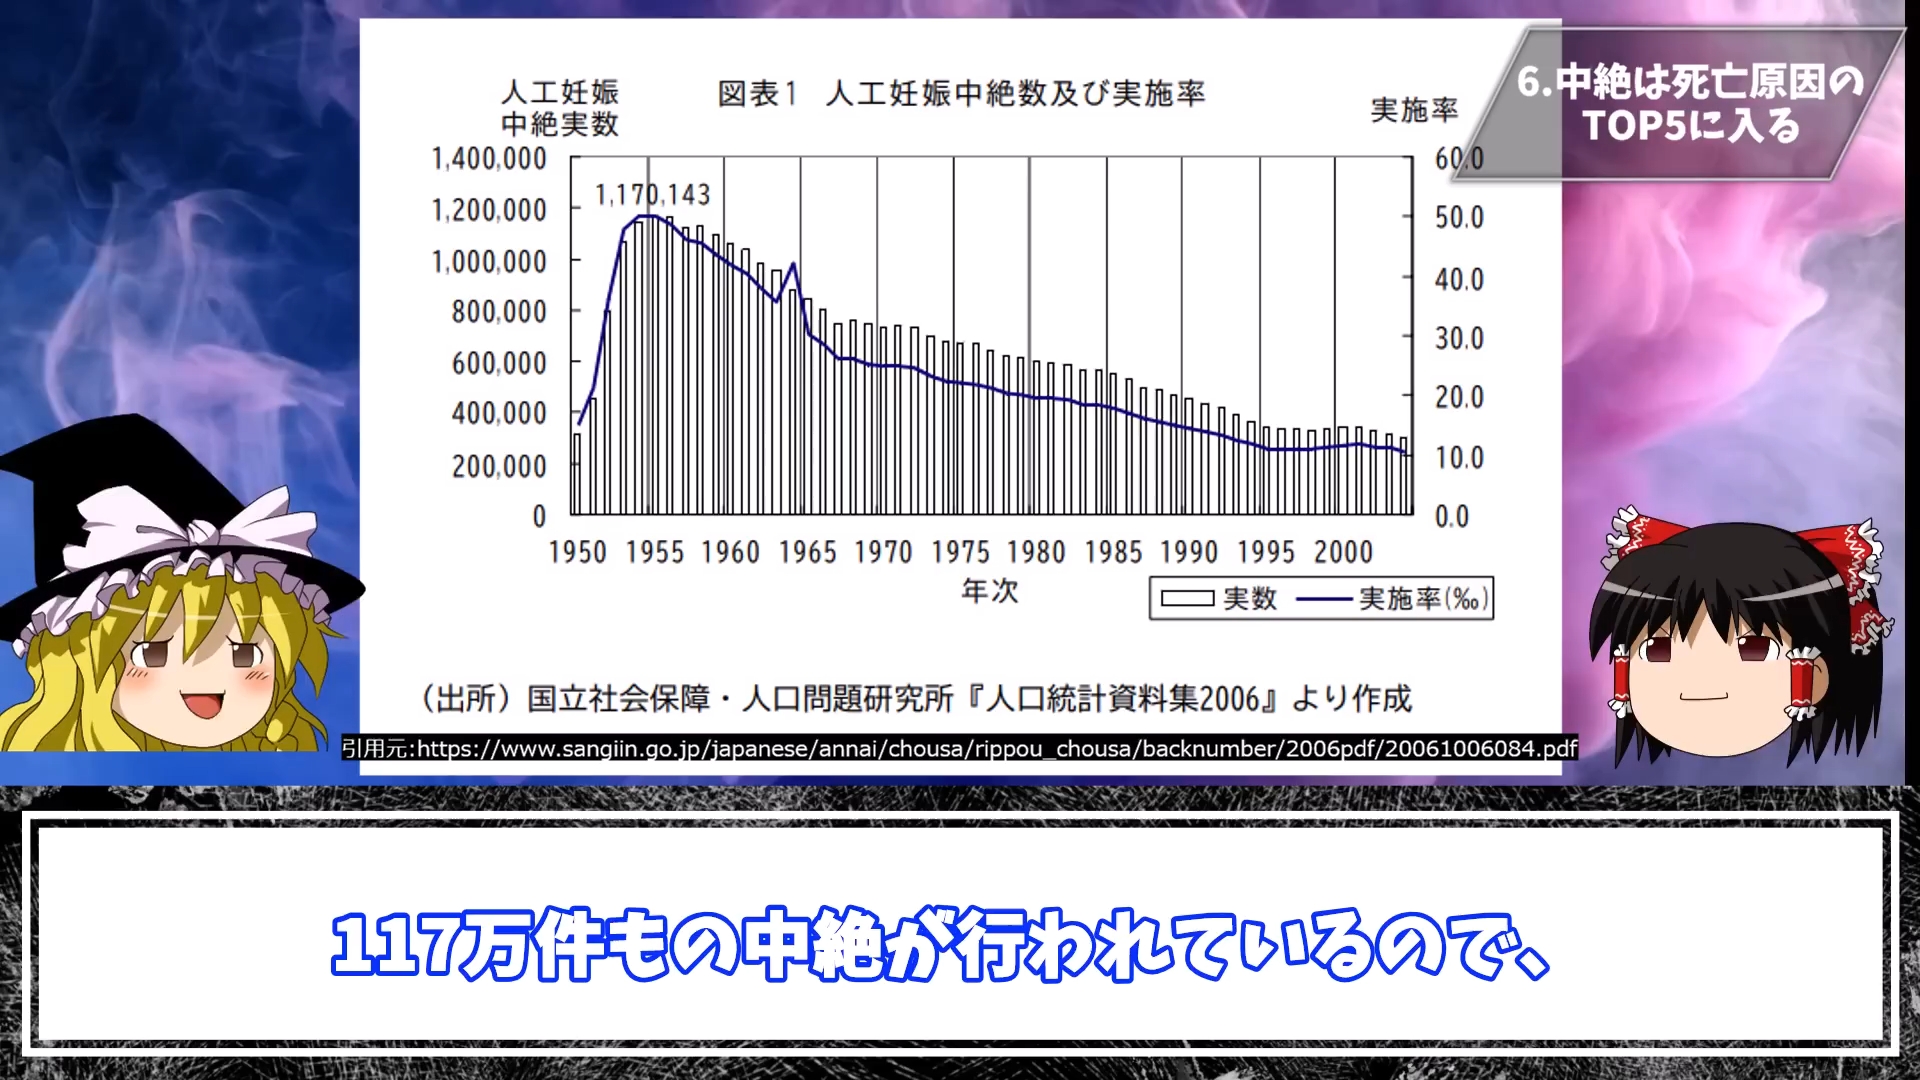 6.中絶は死亡原因の
TOP5に入る
図表1 人工妊娠中絶数及び実施率
人工妊娠
中絶実数
実施率
1,400,000
1,200,000
1,000,000
800,000
600,000
400,000
200,000
0
1,170,143
60.0
50.0
40.0
30.0
20.0
10.0
0.0
1950 1955 1960 1965 1970 1975 1980 1985 1990 1995 2000
年次
実数 実施率(‰)
(出所)国立社会保障・人口問題研究所『人口統計資料集2006』より作成
引用元:https://www.sangiin.go.jp/japanese/annai/chousa/rippou_chousa/backnumber/2006pdf/20061006084.pdf
117万件もの中絶が行われているので、